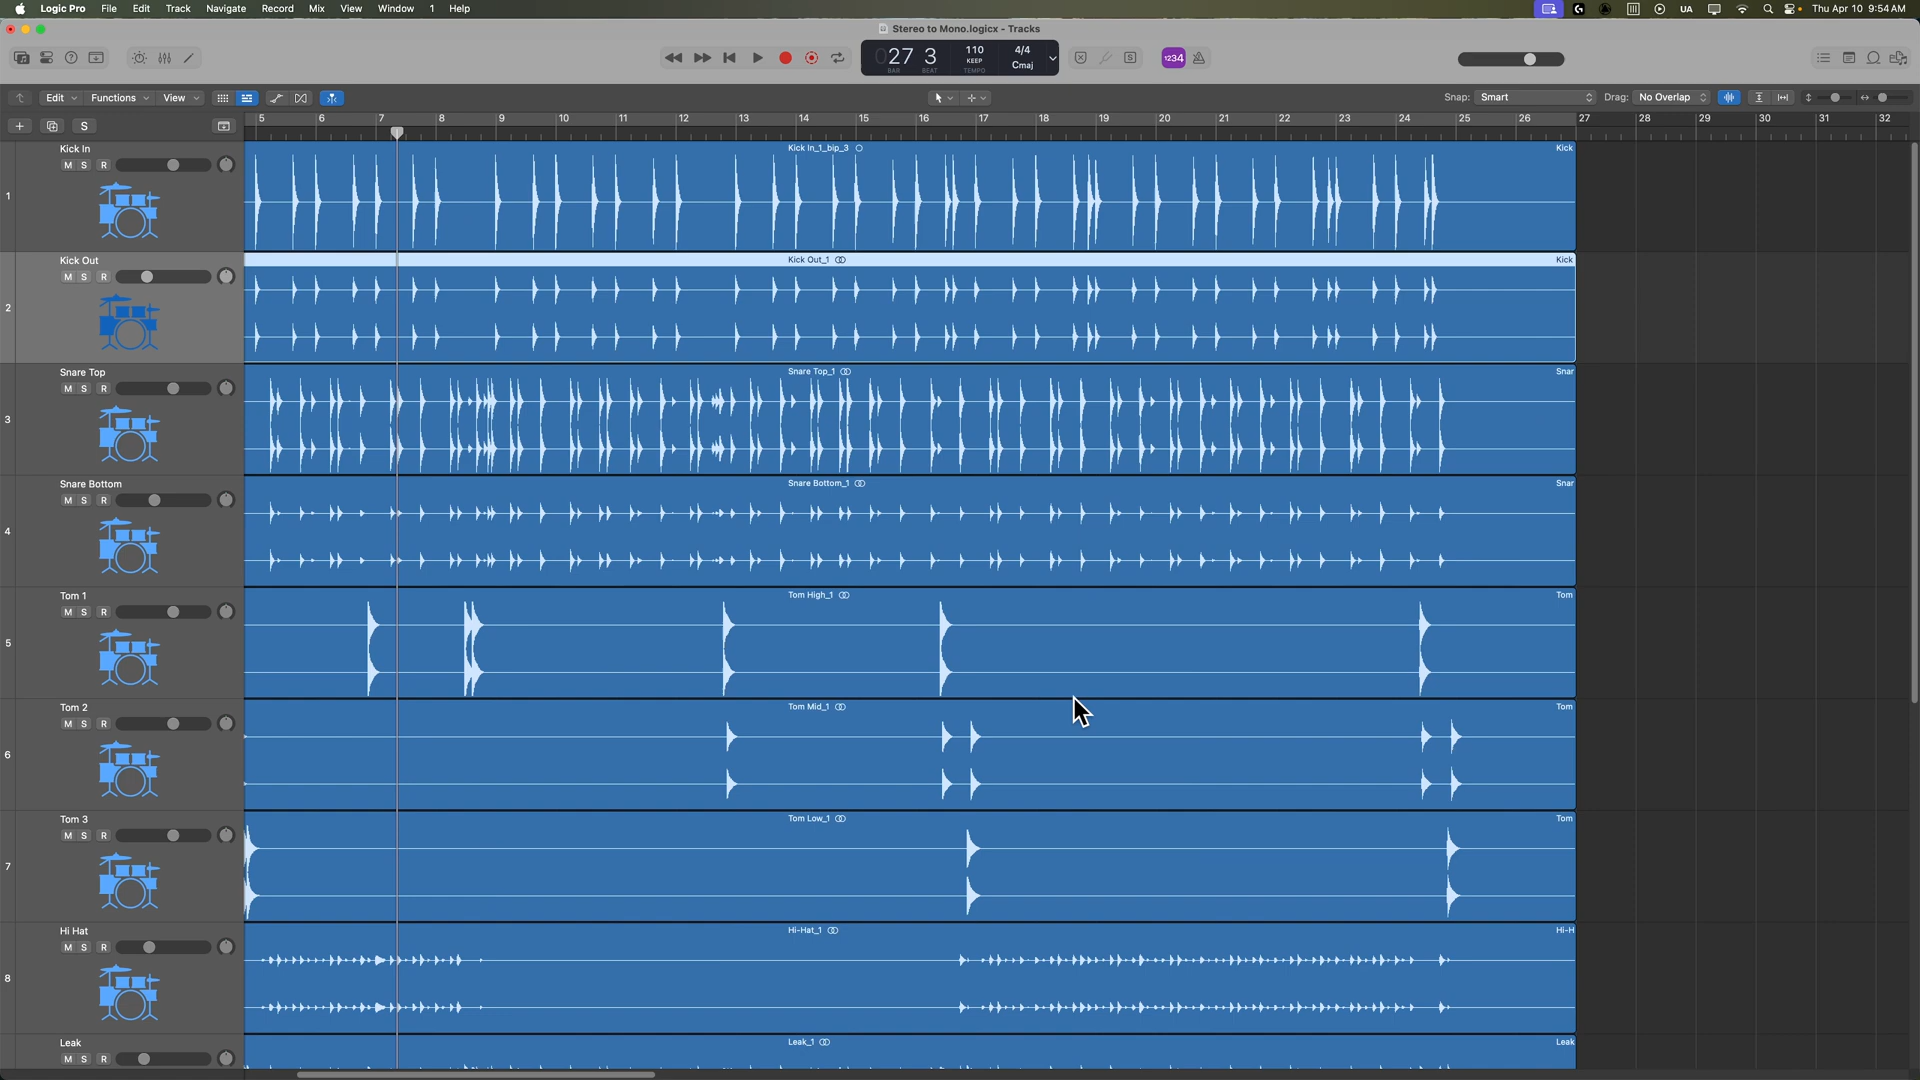 Logic Pro File Edit Track Navigate Record Mix View Window 1 Help UA Thu Apr 10 9:54 AM
Stereo to Mono.logicx - Tracks
027 3 110 KEEP 4/4 Cmaj 1234
BAR BEAT TEMPO
Edit Functions View Snap: Smart Drag: No Overlap
S 5 6 7 8 9 10 11 12 13 14 15 16 17 18 19 20 21 22 23 24 25 26 27 28 29 30 31 32
Kick In Kick In_1_bip_3 Kick
M S R
1
Kick Out Kick Out_1 Kick
M S R
2
Snare Top Snare Top_1 Snar
M S R
3
Snare Bottom Snare Bottom_1 Snar
M S R
4
Tom 1 Tom High_1 Tom
M S R
5
Tom 2 Tom Mid_1 Tom
M S R
6
Tom 3 Tom Low_1 Tom
M S R
7
Hi Hat Hi-Hat_1 Hi-H
M S R
8
Leak Leak_1 Leak
M S R